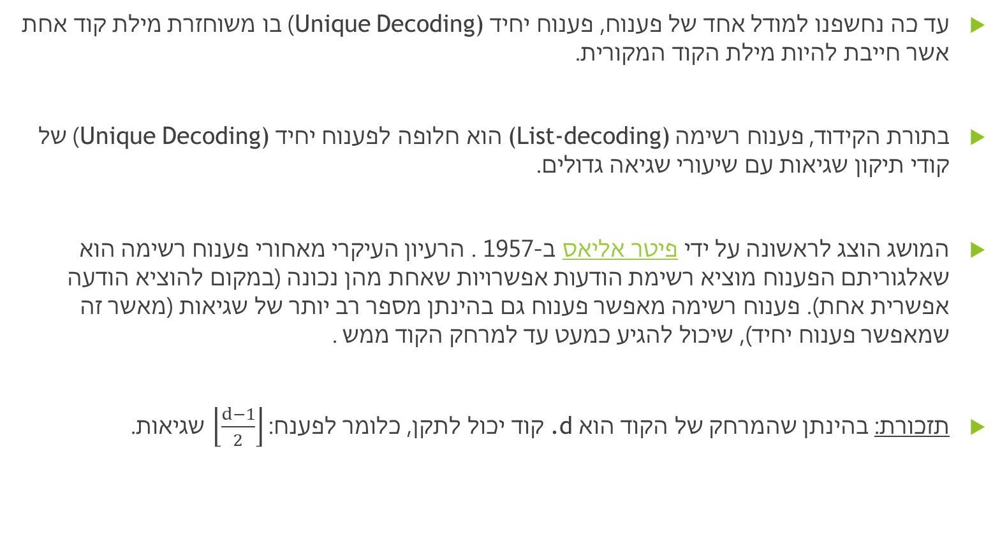 עד כה נחשפנו למודל אחד של פענוח, פענוח יחיד (Unique Decoding) בו משוחזרת מילת קוד אחת
אשר חייבת להיות מילת הקוד המקורית.
בתורת הקידוד, פענוח רשימה (List-decoding) הוא חלופה לפענוח יחיד (Unique Decoding) של
קודי תיקון שגיאות עם שיעורי שגיאה גדולים.
המושג הוצג לראשונה על ידי פיטר אליאס ב-1957 . הרעיון העיקרי מאחורי פענוח רשימה הוא
שאלגוריתם הפענוח מוציא רשימת הודעות אפשרויות שאחת מהן נכונה (במקום להוציא הודעה
אפשרית אחת). פענוח רשימה מאפשר פענוח גם בהינתן מספר רב יותר של שגיאות (מאשר זה
שמאפשר פענוח יחיד), שיכול להגיע כמעט עד למרחק הקוד ממש .
תזכורת: בהינתן שהמרחק של הקוד הוא d. קוד יכול לתקן, כלומר לפענח: ⌊(d−1)/2⌋ שגיאות.